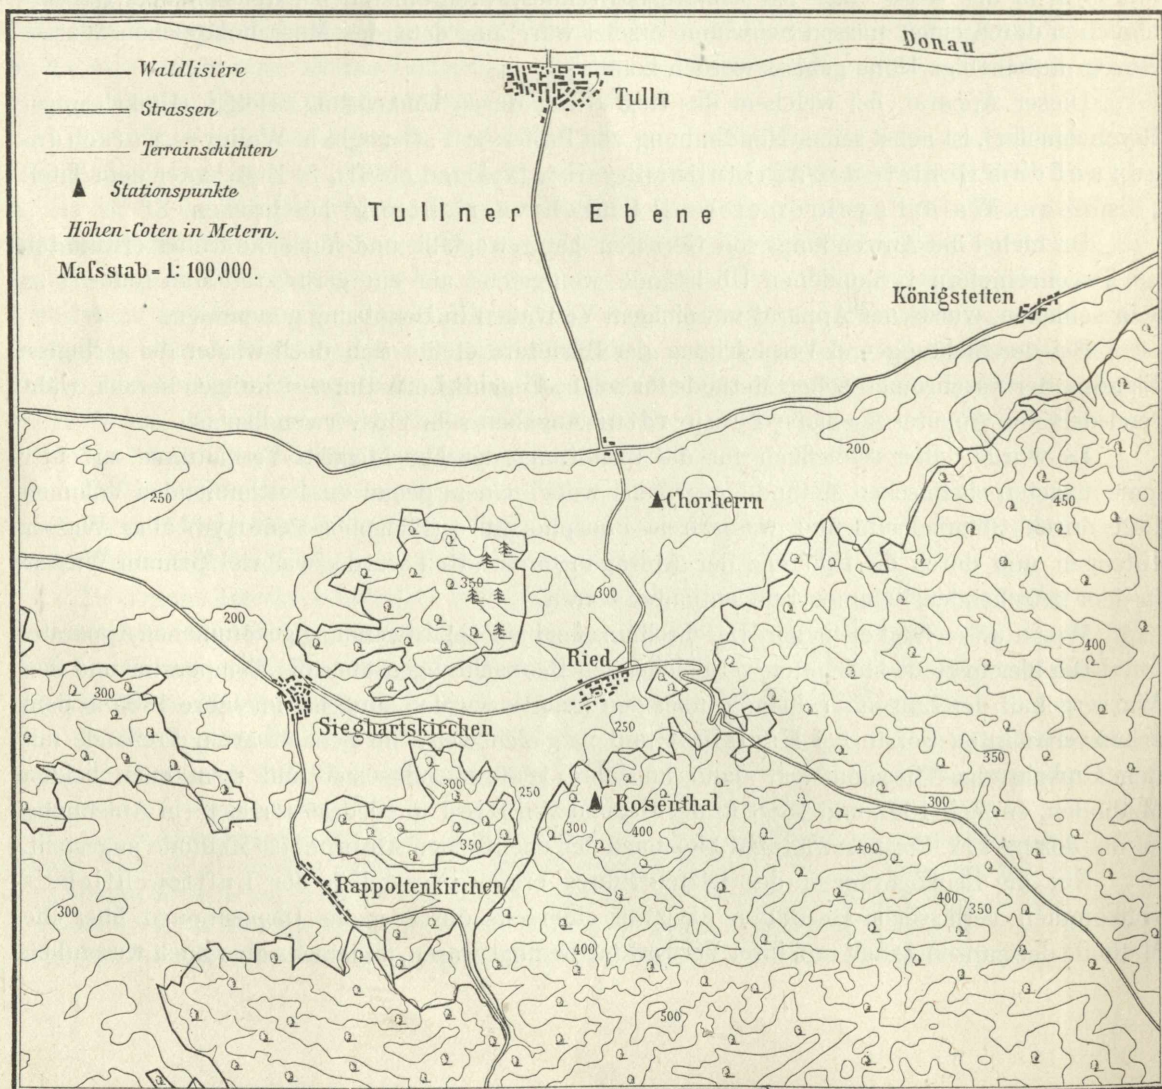 Donau
Waldlisière
Strassen
Terrainschichten
Stationspunkte
Höhen-Coten in Metern.
Maſsstab = 1: 100,000.
Tulln
Tullner Ebene
Königstetten
200
250
450
Chorherrn
350
300
200
400
Ried
300
Sieghartskirchen
250
350
300
250
300
Rosenthal
300
400
350
400
Rappoltenkirchen
400
350
300
400
500